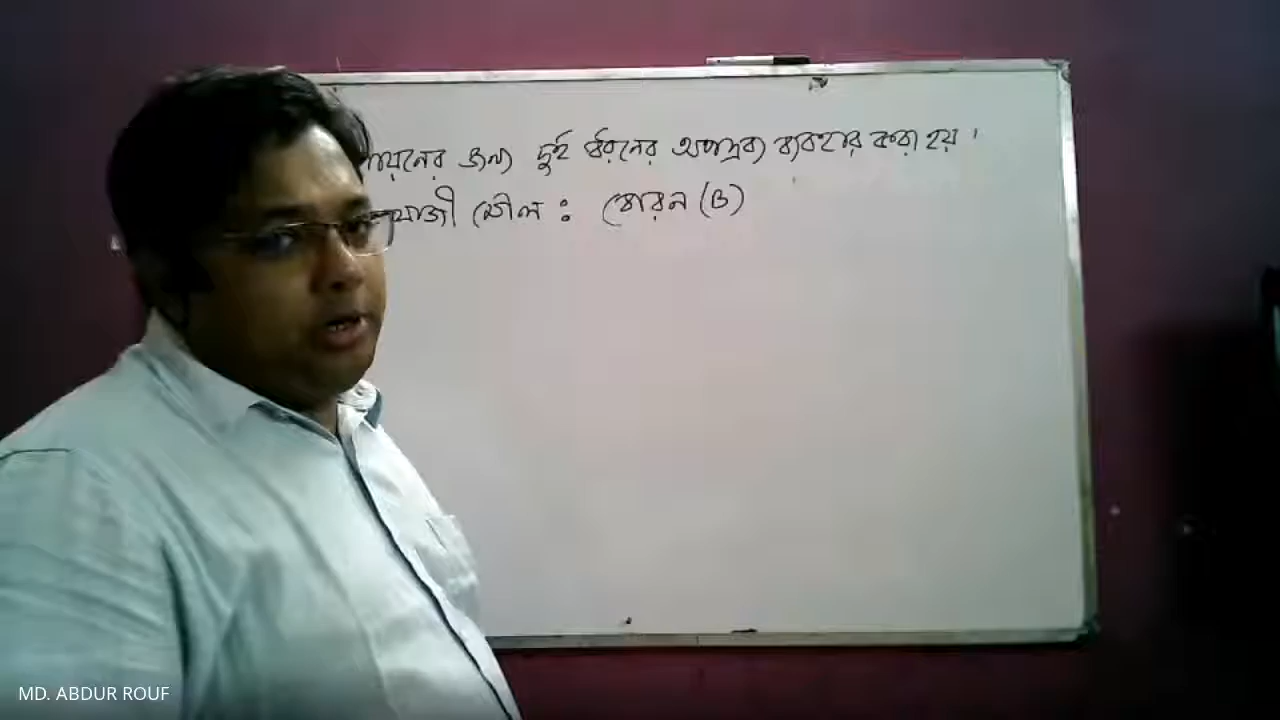 জন্য দুই ধরনের অপদ্রব্য ব্যবহার করা হয়।
যোজী মৌল : বোরন (B)
MD. ABDUR ROUF